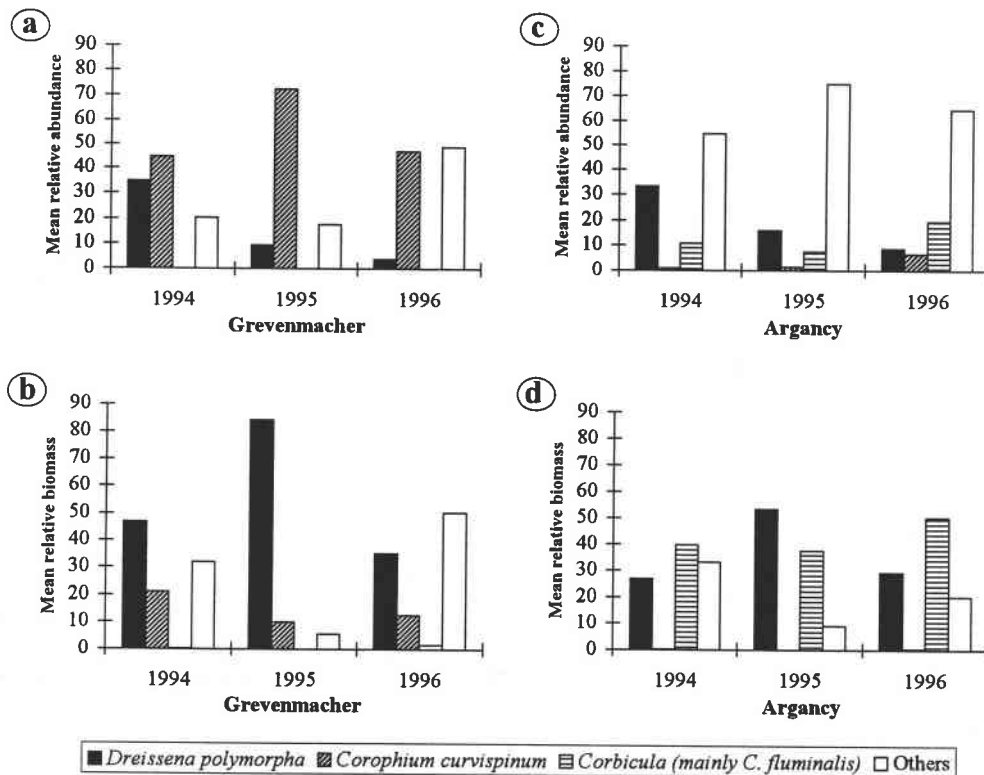 a
Mean relative abundance
90
80
70
60
50
40
30
20
10
0
1994 1995 1996
Grevenmacher
c
Mean relative abundance
90
80
70
60
50
40
30
20
10
0
1994 1995 1996
Argancy
b
Mean relative biomass
90
80
70
60
50
40
30
20
10
0
1994 1995 1996
Grevenmacher
d
Mean relative biomass
90
80
70
60
50
40
30
20
10
0
1994 1995 1996
Argancy
Dreissena polymorpha Corophium curvispinum Corbicula (mainly C. fluminalis) Others